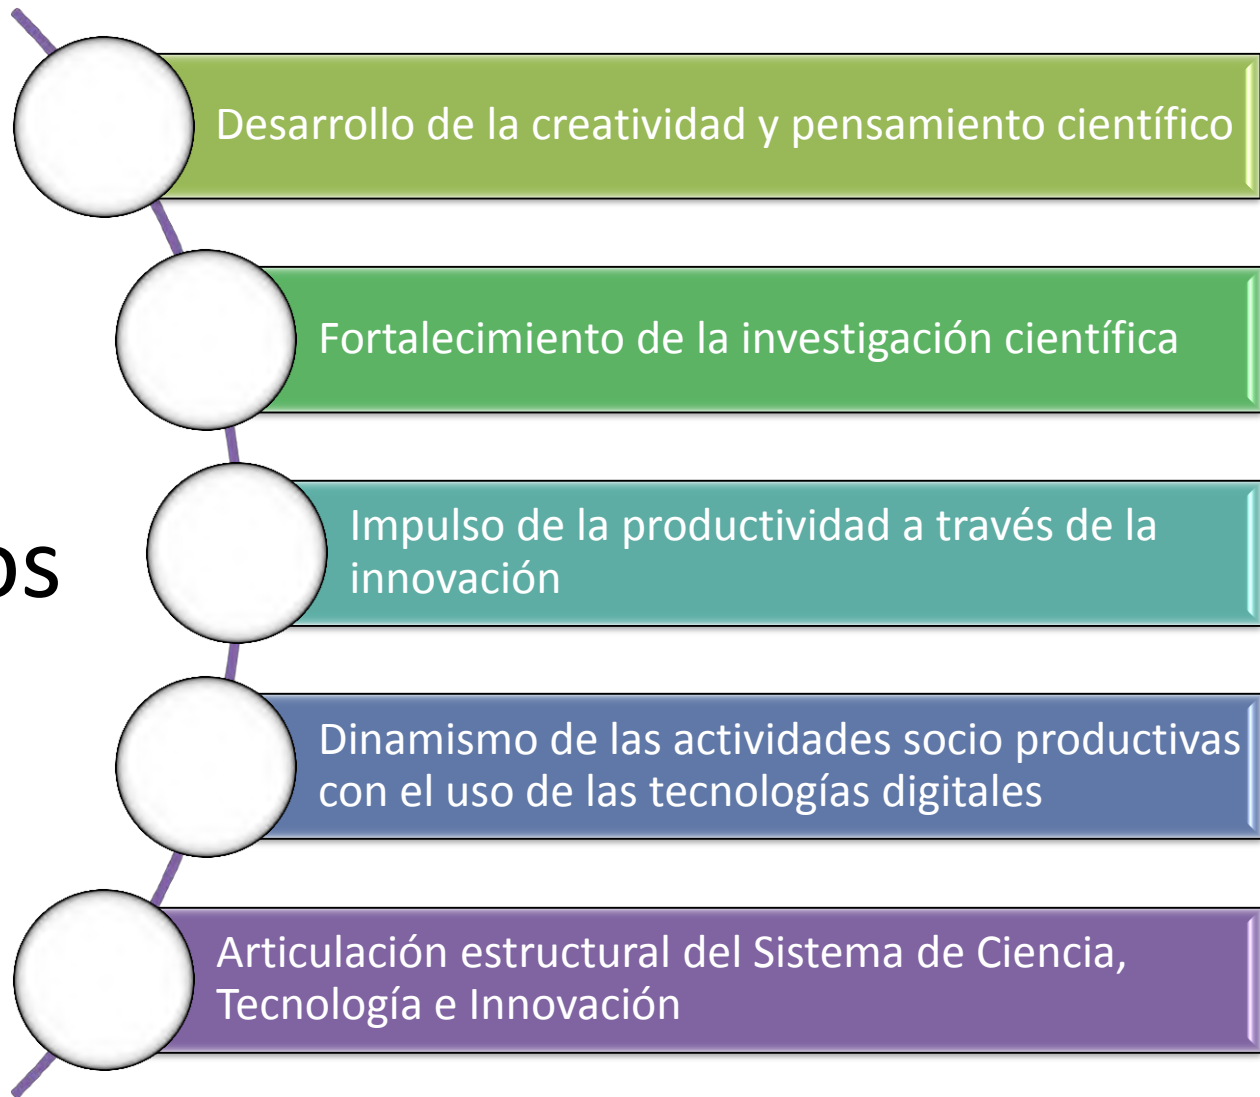 Desarrollo de la creatividad y pensamiento científico
Fortalecimiento de la investigación científica
Impulso de la productividad a través de la
innovación
Dinamismo de las actividades socio productivas
con el uso de las tecnologías digitales
Articulación estructural del Sistema de Ciencia,
Tecnología e Innovación